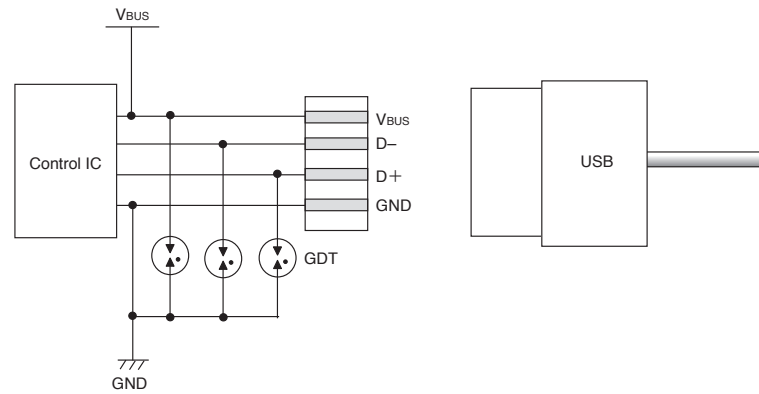 VBUS
Control IC
VBUS
D−
D+
GND
USB
GDT
GND